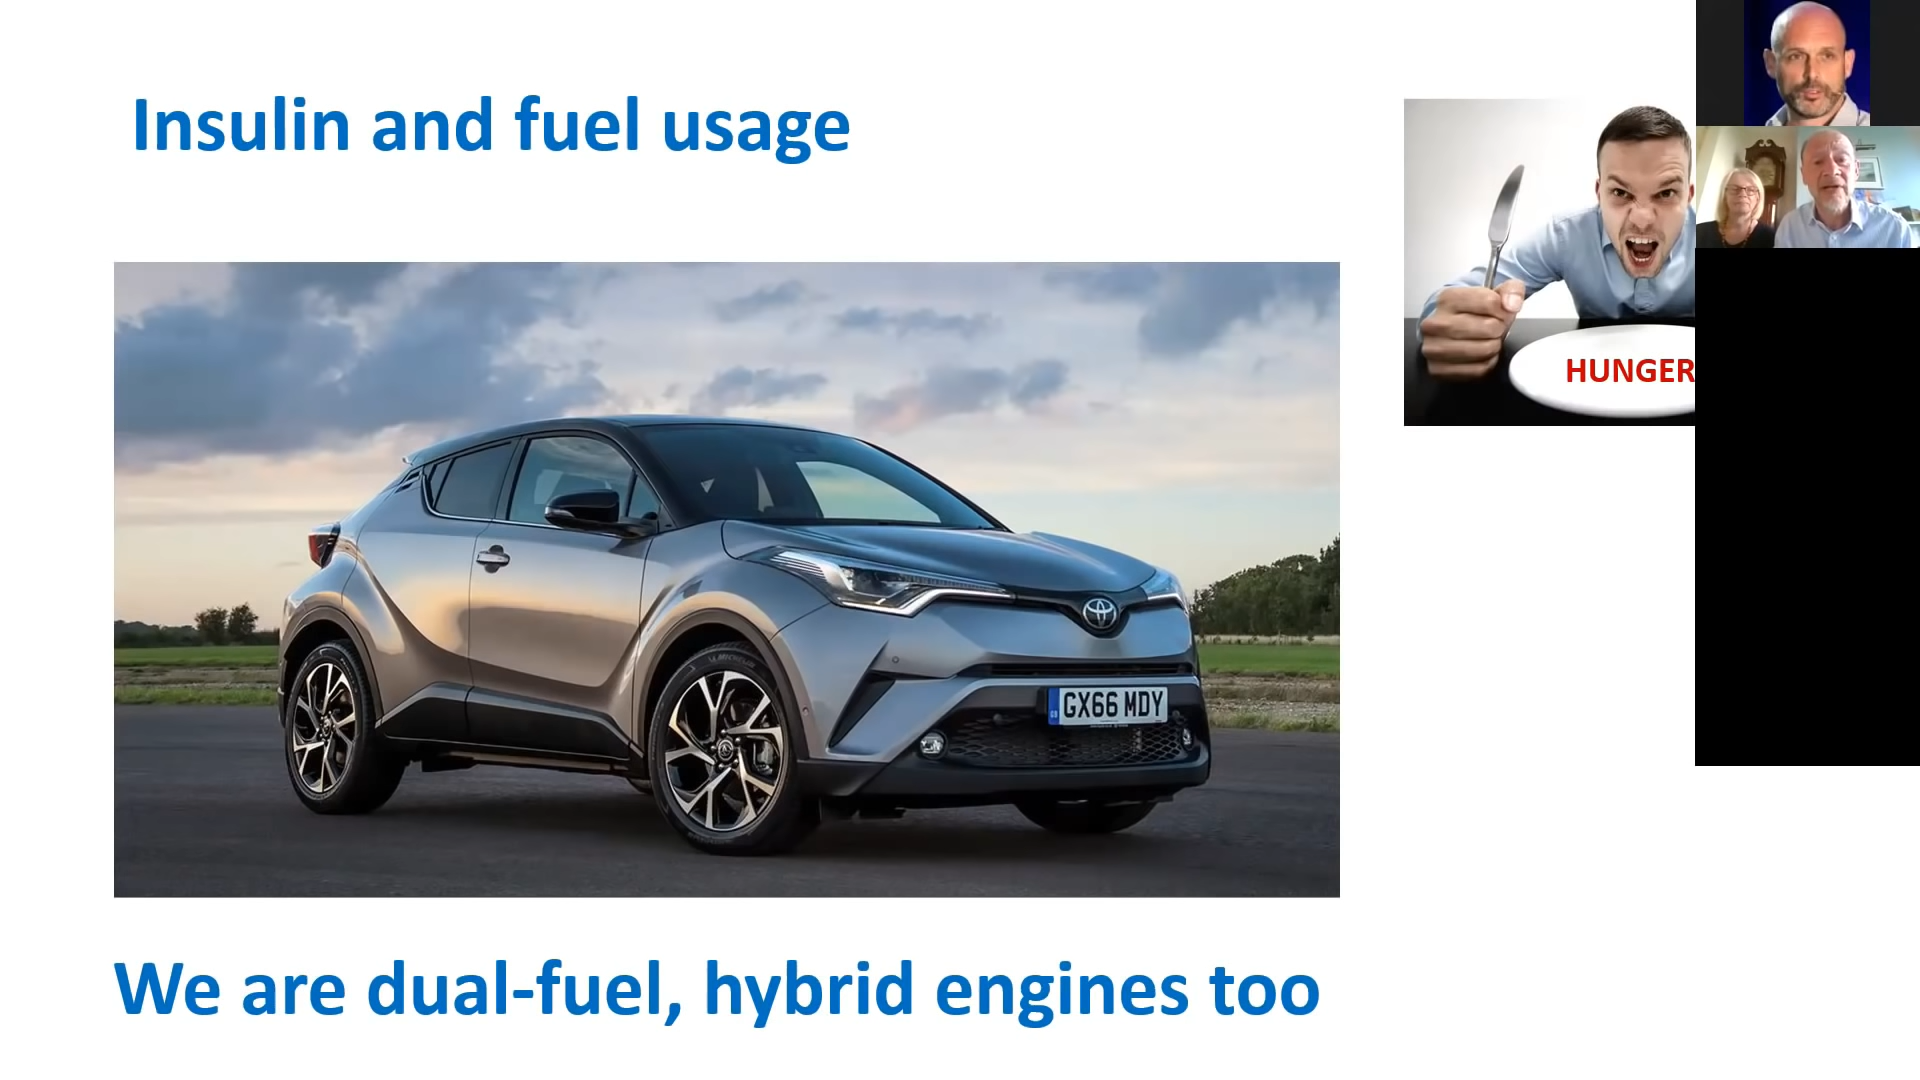 Insulin and fuel usage
HUNGER
GX66 MDY
We are dual-fuel, hybrid engines too